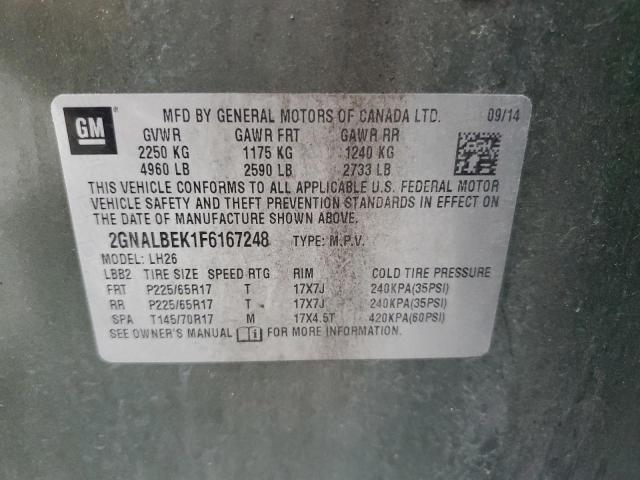 GM
MFD BY GENERAL MOTORS OF CANADA LTD. 09/14
GVWR GAWR FRT GAWR RR
2250 KG 1175 KG 1240 KG
4960 LB 2590 LB 2733 LB
THIS VEHICLE CONFORMS TO ALL APPLICABLE U.S. FEDERAL MOTOR
VEHICLE SAFETY AND THEFT PREVENTION STANDARDS IN EFFECT ON
THE DATE OF MANUFACTURE SHOWN ABOVE.
2GNALBEK1F6167248 TYPE: M.P.V.
MODEL: LH26
LBB2 TIRE SIZE SPEED RTG RIM COLD TIRE PRESSURE
FRT P225/65R17 T 17X7J 240KPA(35PSI)
RR P225/65R17 T 17X7J 240KPA(35PSI)
SPA T145/70R17 M 17X4.5T 420KPA(60PSI)
SEE OWNER'S MANUAL FOR MORE INFORMATION.